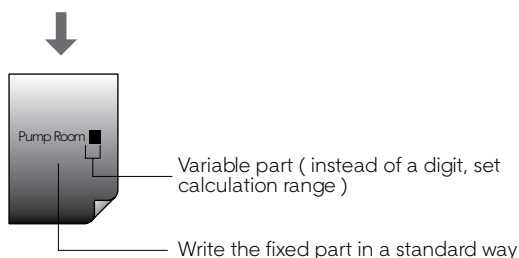 Pump Room
Variable part ( instead of a digit, set
calculation range )
Write the fixed part in a standard way